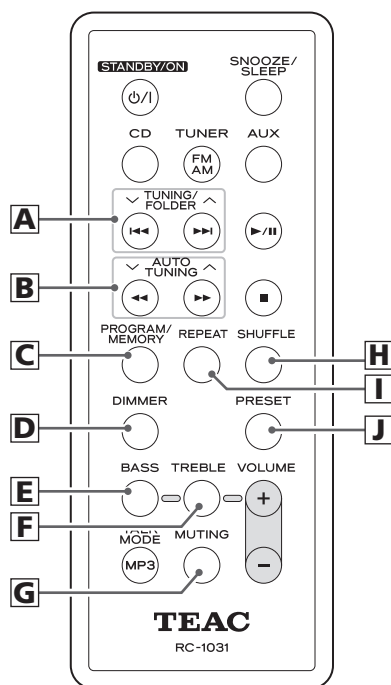 STANDBY/ON
SNOOZE/
SLEEP
CD
TUNER
AUX
FM
AM
TUNING/
FOLDER
A
AUTO
TUNING
B
PROGRAM/
MEMORY
REPEAT
SHUFFLE
C
H
I
DIMMER
PRESET
D
J
BASS
TREBLE
VOLUME
E
+
F
TALK
MODE
MUTING
MP3
−
G
TEAC
RC-1031